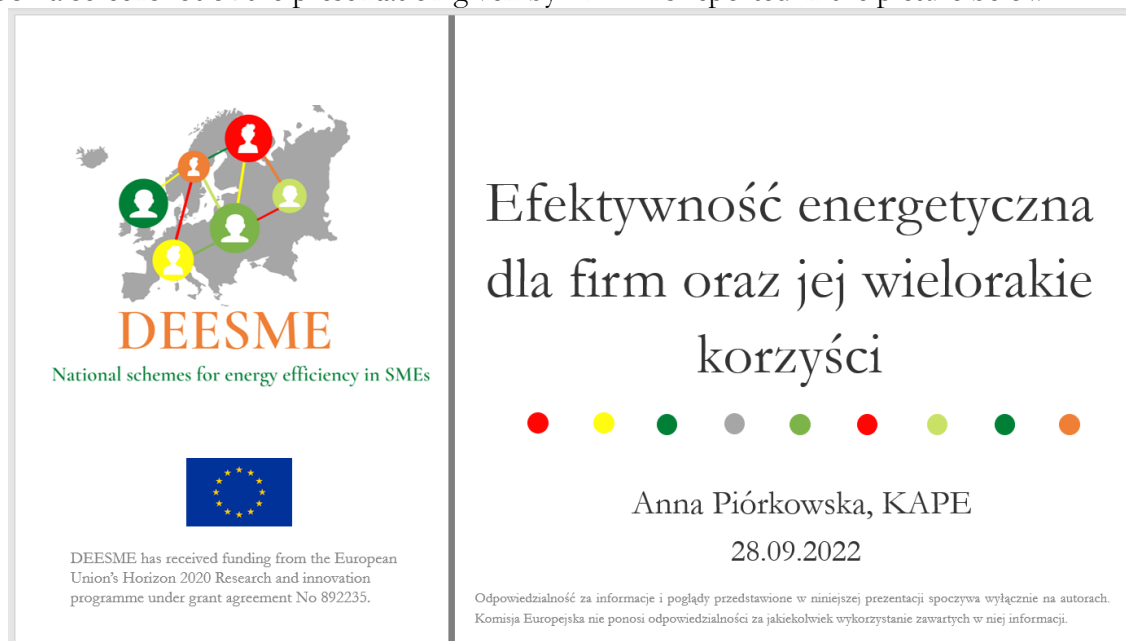 DEESME
National schemes for energy efficiency in SMEs
DEESME has received funding from the European
Union's Horizon 2020 Research and innovation
programme under grant agreement No 892235.
Efektywność energetyczna
dla firm oraz jej wielorakie
korzyści
Anna Piórkowska, KAPE
28.09.2022
Odpowiedzialność za informacje i poglądy przedstawione w niniejszej prezentacji spoczywa wyłącznie na autorach.
Komisja Europejska nie ponosi odpowiedzialności za jakiekolwiek wykorzystanie zawartych w niej informacji.